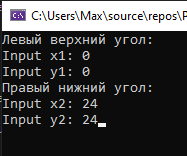 C:\Users\Max\source\repos\P
Левый верхний угол:
Input x1: 0
Input y1: 0
Правый нижний угол:
Input x2: 24
Input y2: 24